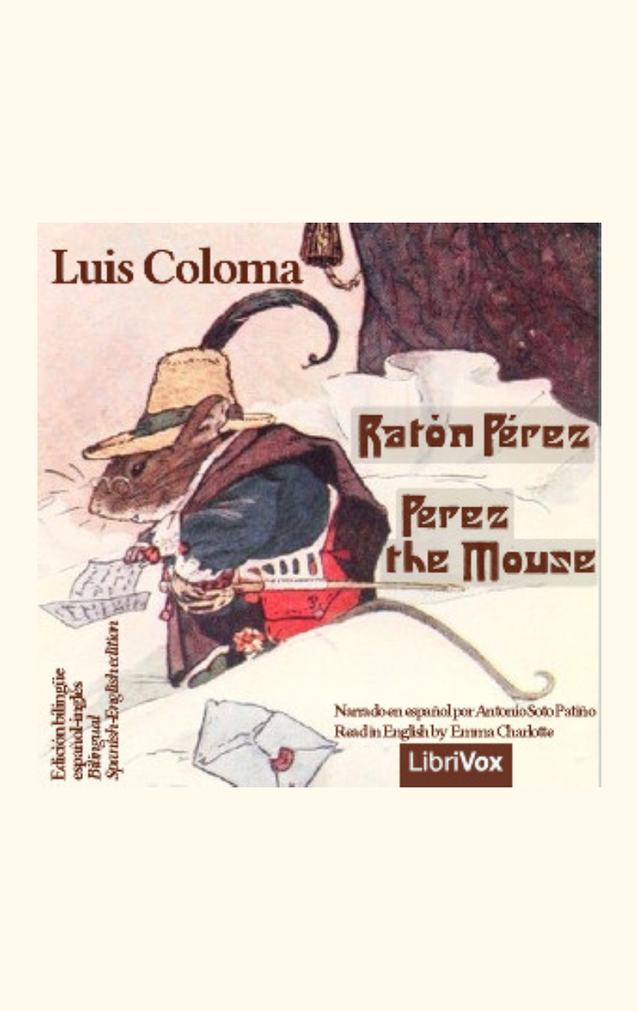 Luis Coloma
Ratón Pérez
Perez
the Mouse
Edición bilingüe
español-inglés
Bilingual
Spanish-English edition
Narrado en español por Antonio Soto Patiño
Read in English by Emma Charlotte
LibriVox